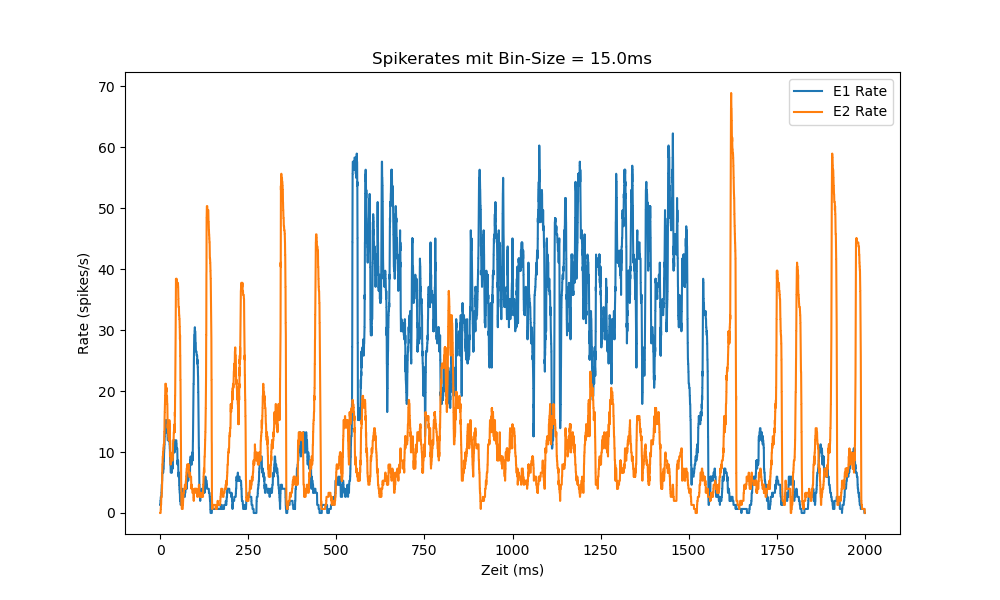 Spikerates mit Bin-Size = 15.0ms
E1 Rate
E2 Rate
Rate (spikes/s)
70
60
50
40
30
20
10
0
0 250 500 750 1000 1250 1500 1750 2000
Zeit (ms)